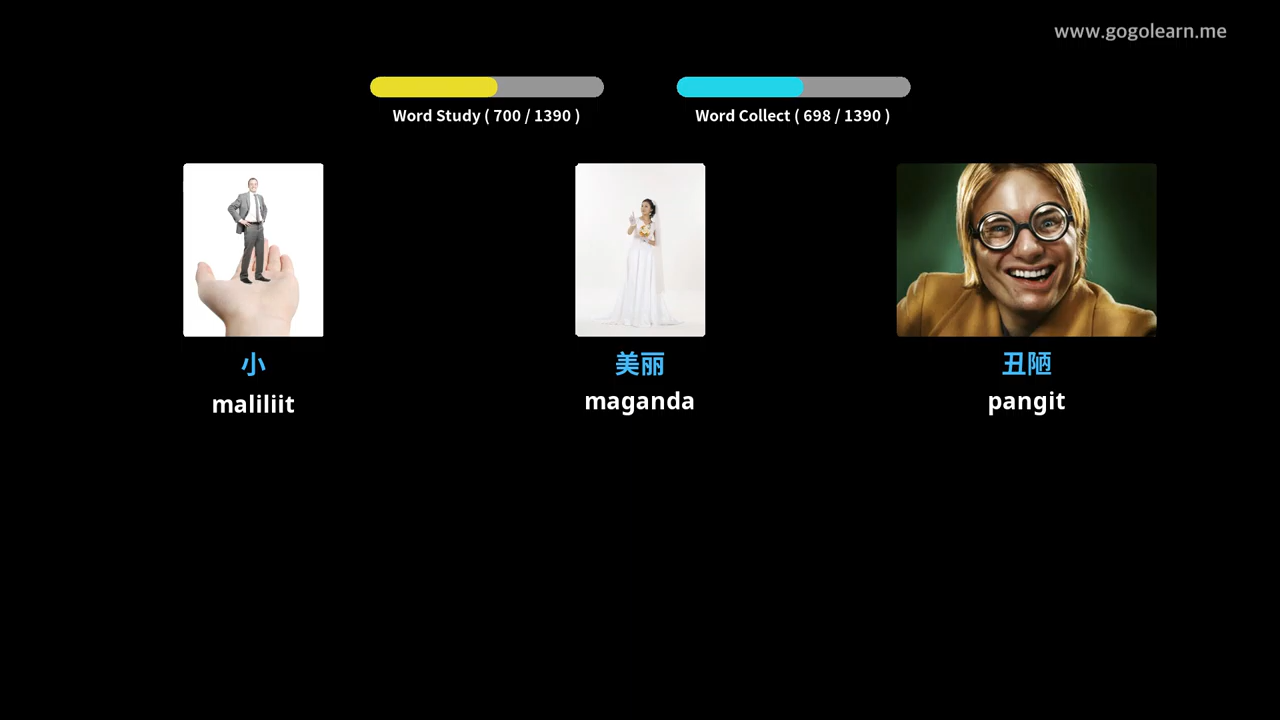 www.gogolearn.me
Word Study ( 700 / 1390 )
Word Collect ( 698 / 1390 )
小
美丽
丑陋
maliliit
maganda
pangit